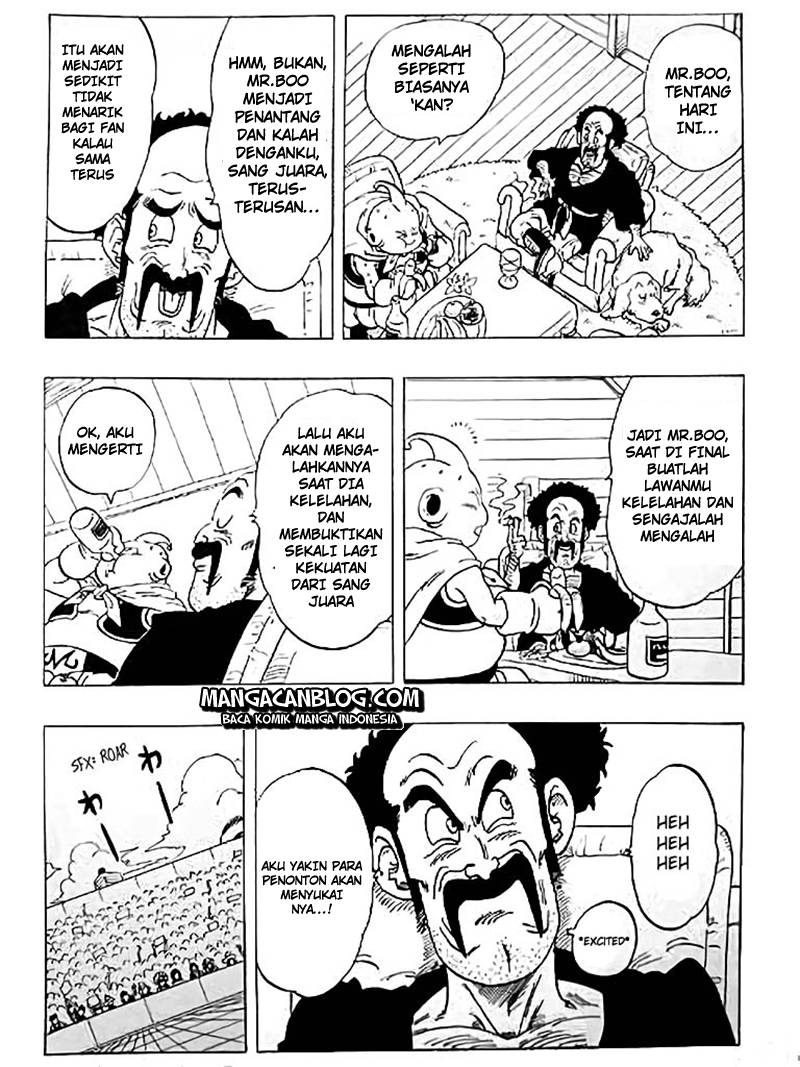 MR.BOO,
TENTANG
HARI
INI...
MENGALAH
SEPERTI
BIASANYA
'KAN?
HMM, BUKAN,
MR.BOO
MENJADI
PENANTANG
DAN KALAH
DENGANKU,
SANG JUARA,
TERUS-
TERUSAN...
ITU AKAN
MENJADI
SEDIKIT
TIDAK
MENARIK
BAGI FAN
KALAU
SAMA
TERUS
JADI MR.BOO,
SAAT DI FINAL
BUATLAH
LAWANMU
KELELAHAN DAN
SENGAJALAH
MENGALAH
LALU AKU
AKAN MENGA-
LAHKANNYA
SAAT DIA
KELELAHAN,
DAN
MEMBUKTIKAN
SEKALI LAGI
KEKUATAN
DARI SANG
JUARA
OK, AKU
MENGERTI
MANGACANBLOG.COM
BACA KOMIK MANGA INDONESIA
HEH
HEH
HEH
*EXCITED*
AKU YAKIN PARA
PENONTON AKAN
MENYUKAI
NYA...!
SFX: ROAR
わー
わー